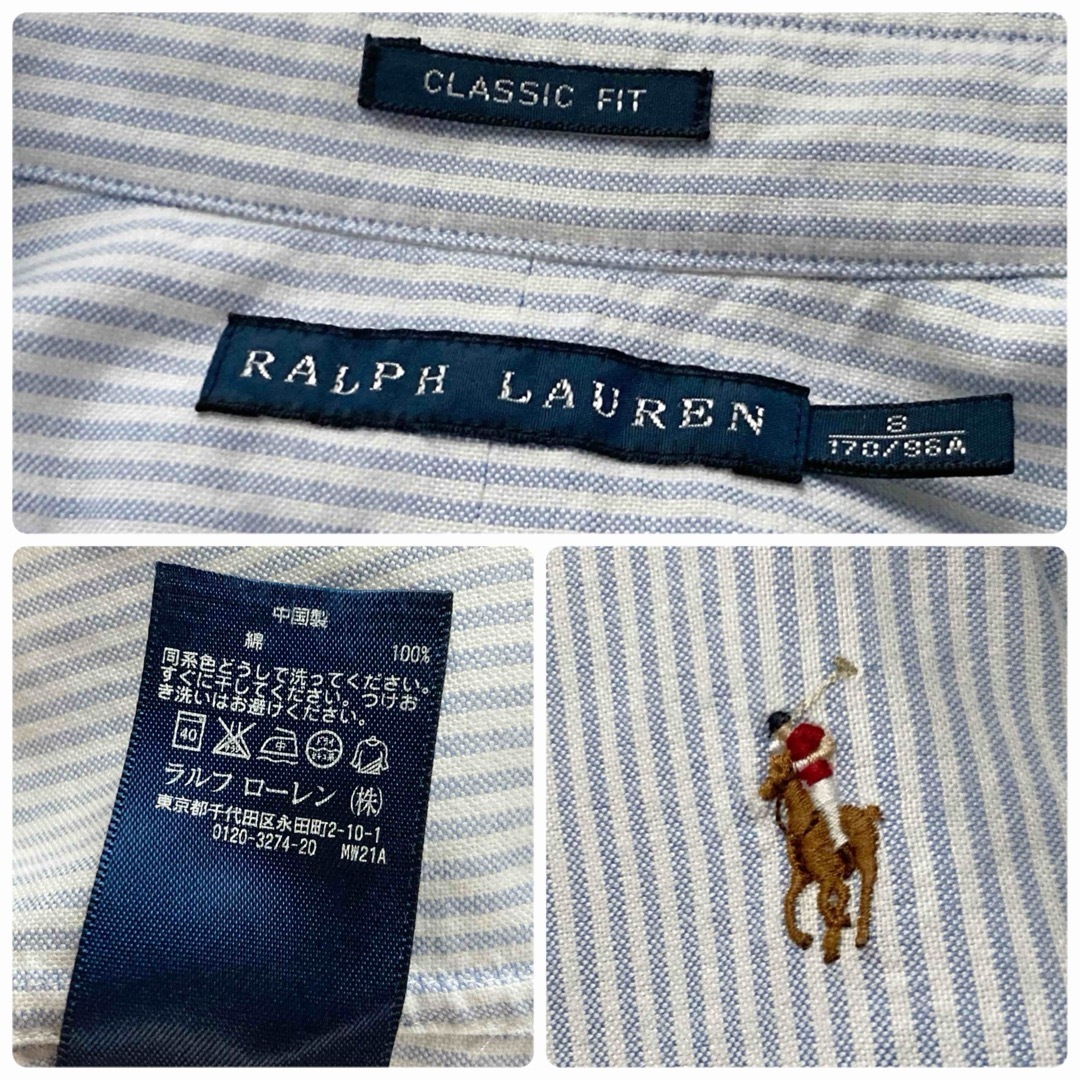 CLASSIC FIT
RALPH LAUREN
8
170/96A
中国製
綿 100%
同系色どうしで洗ってください。
すぐに干してください。つけお
き洗いはお避けください。
40
中
ラルフ ローレン (株)
東京都千代田区永田町2-10-1
0120-3274-20 MW21A